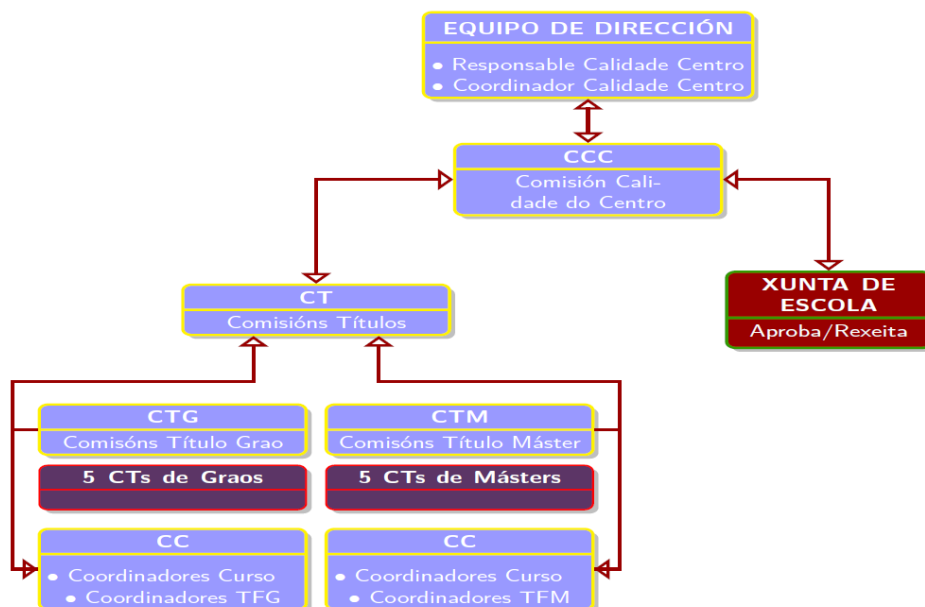 EQUIPO DE DIRECCIÓN
• Responsable Calidade Centro
• Coordinador Calidade Centro
CCC
Comisión Cali-
dade do Centro
XUNTA DE
ESCOLA
Aproba/Rexeita
CT
Comisións Títulos
CTG
Comisóns Título Grao
CTM
Comisóns Título Máster
5 CTs de Graos
5 CTs de Másters
CC
• Coordinadores Curso
• Coordinadores TFG
CC
• Coordinadores Curso
• Coordinadores TFM